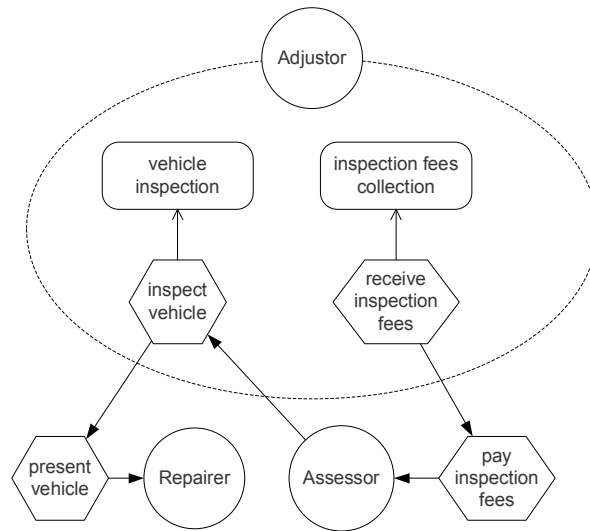 Adjustor
vehicle
inspection
inspection fees
collection
inspect
vehicle
receive
inspection
fees
present
vehicle
Repairer
Assessor
pay
inspection
fees